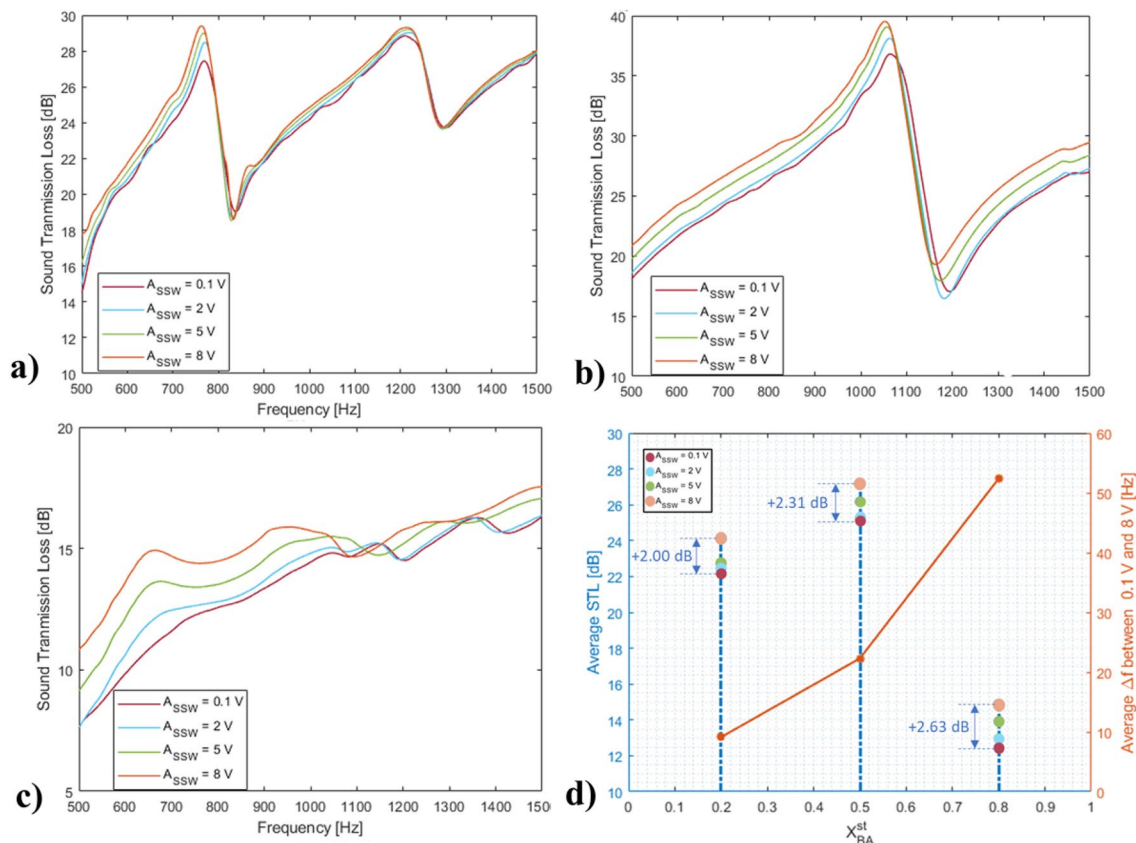 Sound Tranmission Loss [dB]
30
28
26
24
22
20
18
16
14
12
10
A_SSW = 0.1 V
A_SSW = 2 V
A_SSW = 5 V
A_SSW = 8 V
500 600 700 800 900 1000 1100 1200 1300 1400 1500
Frequency [Hz]
a)
Sound Tranmission Loss [dB]
40
35
30
25
20
15
10
A_SSW = 0.1 V
A_SSW = 2 V
A_SSW = 5 V
A_SSW = 8 V
500 600 700 800 900 1000 1100 1200 1300 1400 1500
b)
Sound Tranmission Loss [dB]
20
15
10
5
A_SSW = 0.1 V
A_SSW = 2 V
A_SSW = 5 V
A_SSW = 8 V
500 600 700 800 900 1000 1100 1200 1300 1400 1500
Frequency [Hz]
c)
Average STL [dB]
30
28
26
24
22
20
18
16
14
12
10
A_SSW = 0.1 V
A_SSW = 2 V
A_SSW = 5 V
A_SSW = 8 V
+2.00 dB
+2.31 dB
+2.63 dB
60
50
40
30
20
10
0
Average Δf between 0.1 V and 8 V [Hz]
0 0.1 0.2 0.3 0.4 0.5 0.6 0.7 0.8 0.9 1
X_BA^st
d)